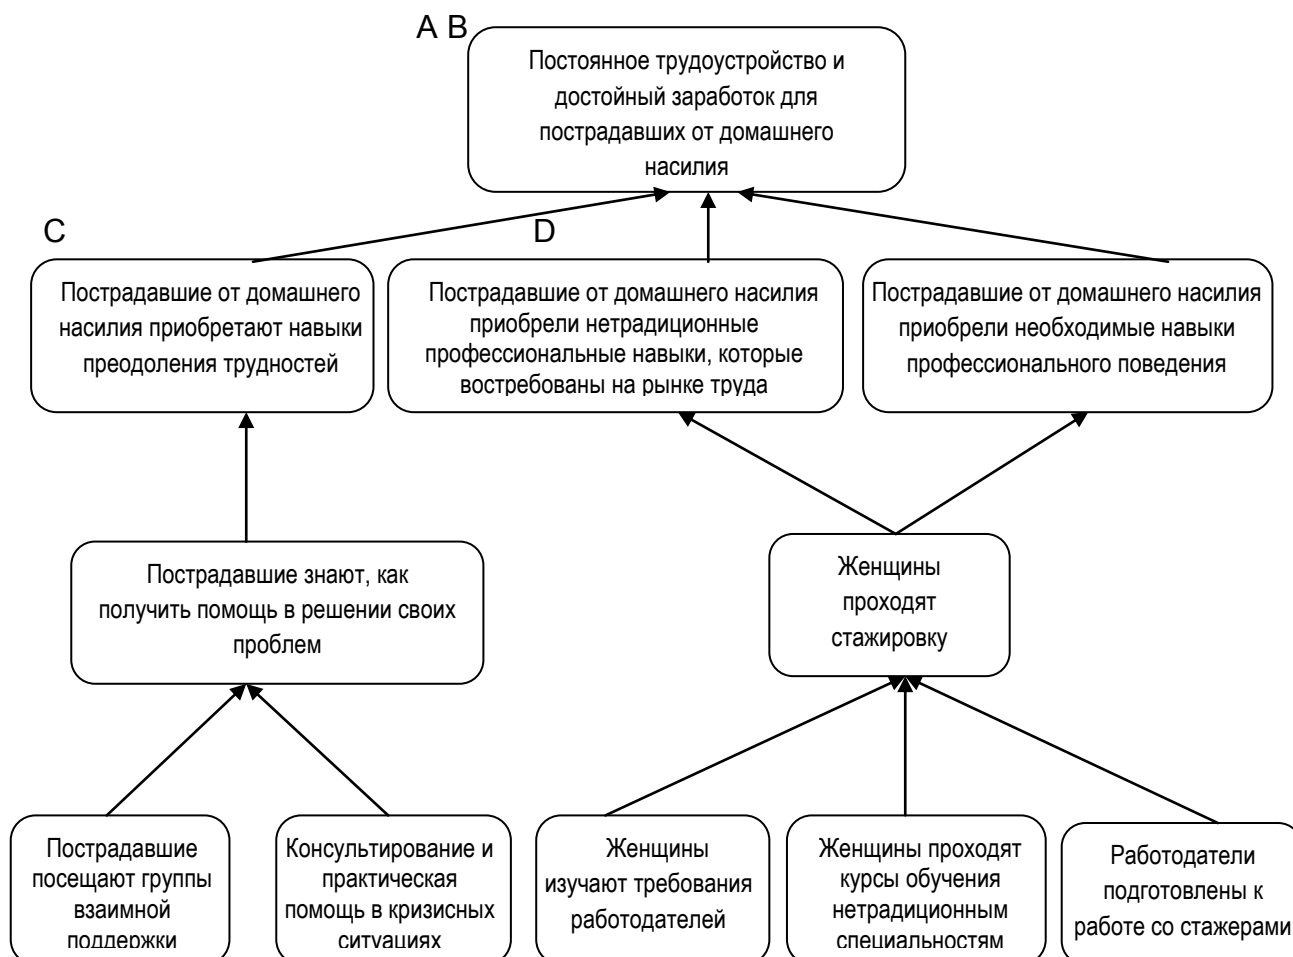 A B
Постоянное трудоустройство и
достойный заработок для
пострадавших от домашнего
насилия
C
D
Пострадавшие от домашнего
насилия приобретают навыки
преодоления трудностей
Пострадавшие от домашнего насилия
приобрели нетрадиционные
профессиональные навыки, которые
востребованы на рынке труда
Пострадавшие от домашнего насилия
приобрели необходимые навыки
профессионального поведения
Пострадавшие знают, как
получить помощь в решении своих
проблем
Женщины
проходят
стажировку
Пострадавшие
посещают группы
взаимной
поддержки
Консультирование и
практическая
помощь в кризисных
ситуациях
Женщины
изучают требования
работодателей
Женщины проходят
курсы обучения
нетрадиционным
специальностям
Работодатели
подготовлены к
работе со стажерами